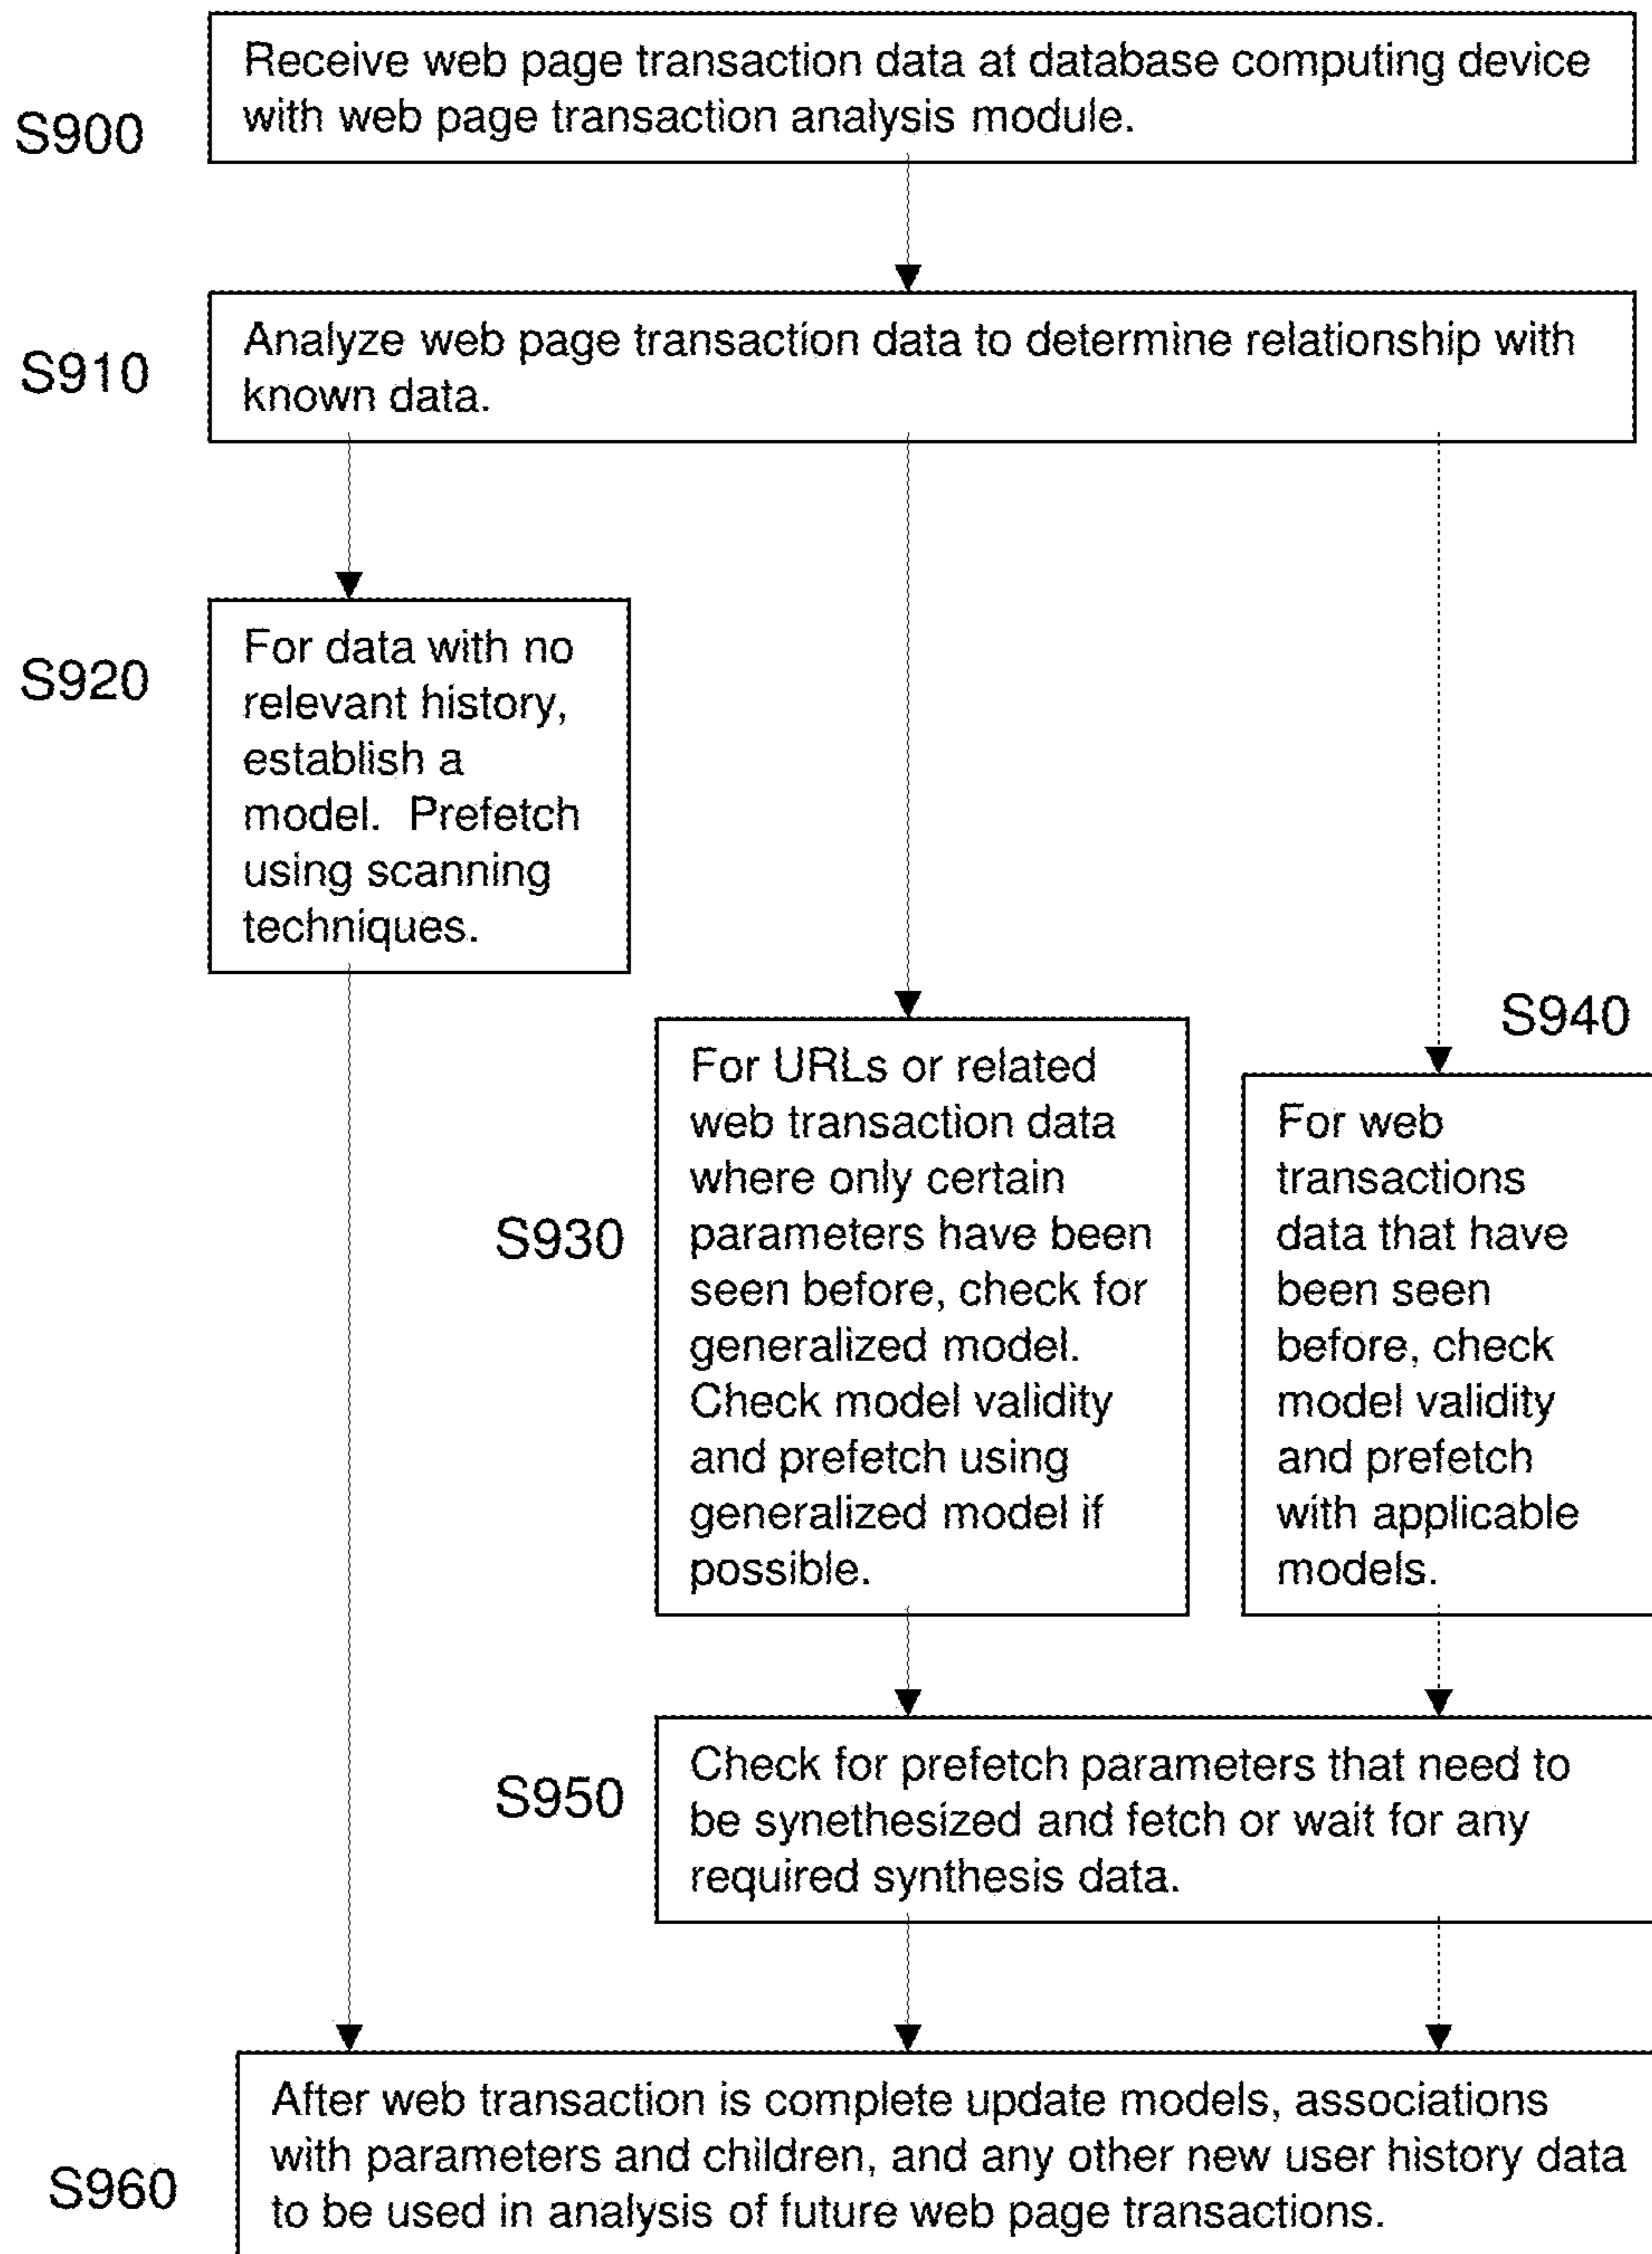 S900
Receive web page transaction data at database computing device
with web page transaction analysis module.
S910
Analyze web page transaction data to determine relationship with
known data.
S920
For data with no
relevant history,
establish a
model. Prefetch
using scanning
techniques.
S930
For URLs or related
web transaction data
where only certain
parameters have been
seen before, check for
generalized model.
Check model validity
and prefetch using
generalized model if
possible.
S940
For web
transactions
data that have
been seen
before, check
model validity
and prefetch
with applicable
models.
S950
Check for prefetch parameters that need to
be synethesized and fetch or wait for any
required synthesis data.
S960
After web transaction is complete update models, associations
with parameters and children, and any other new user history data
to be used in analysis of future web page transactions.